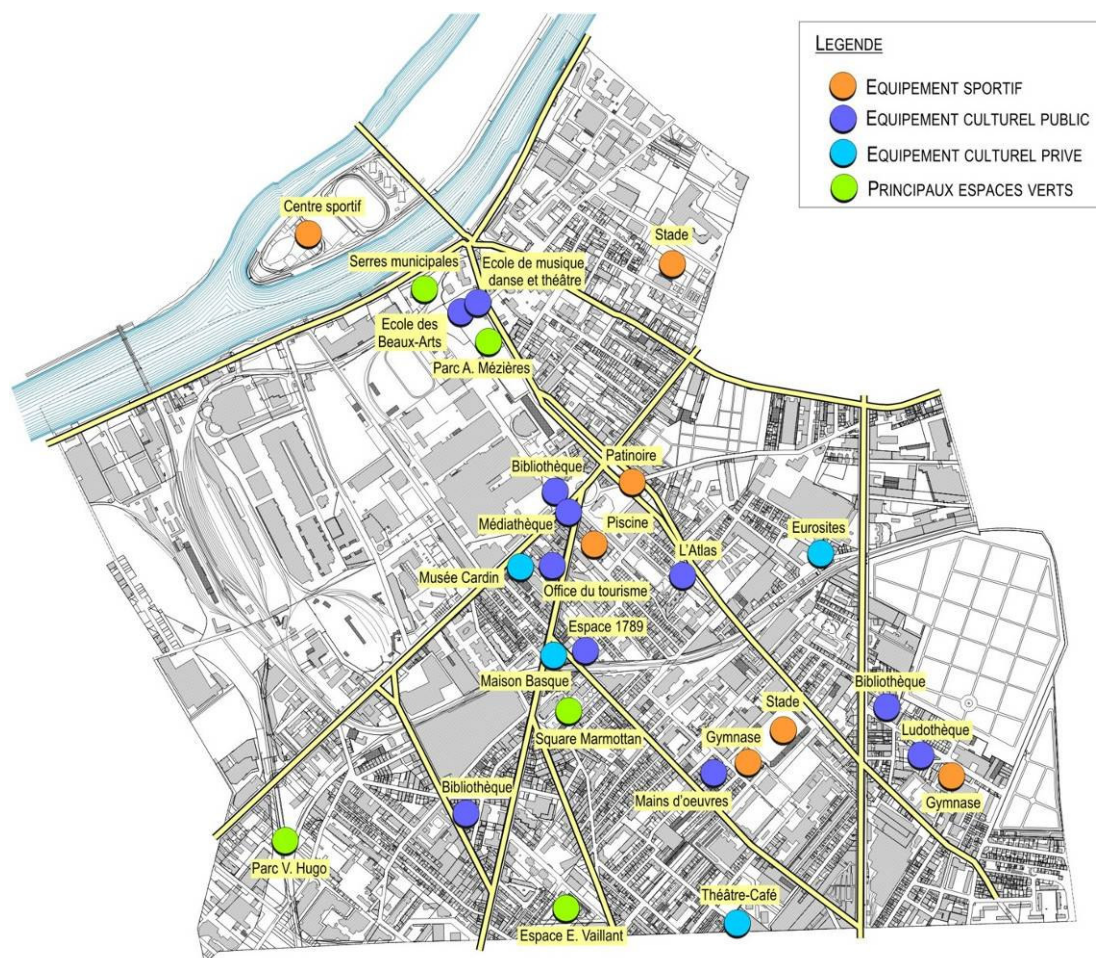 LEGENDE
EQUIPEMENT SPORTIF
EQUIPEMENT CULTUREL PUBLIC
EQUIPEMENT CULTUREL PRIVE
PRINCIPAUX ESPACES VERTS
Centre sportif
Stade
Serres municipales
Ecole de musique
danse et théâtre
Ecole des
Beaux-Arts
Parc A. Mézières
Patinoire
Bibliothèque
Médiathèque
Piscine
Eurosites
L'Atlas
Musée Cardin
Office du tourisme
Espace 1789
Maison Basque
Bibliothèque
Stade
Square Marmottan
Gymnase
Ludothèque
Bibliothèque
Mains d'oeuvres
Gymnase
Parc V. Hugo
Théâtre-Café
Espace E. Vaillant